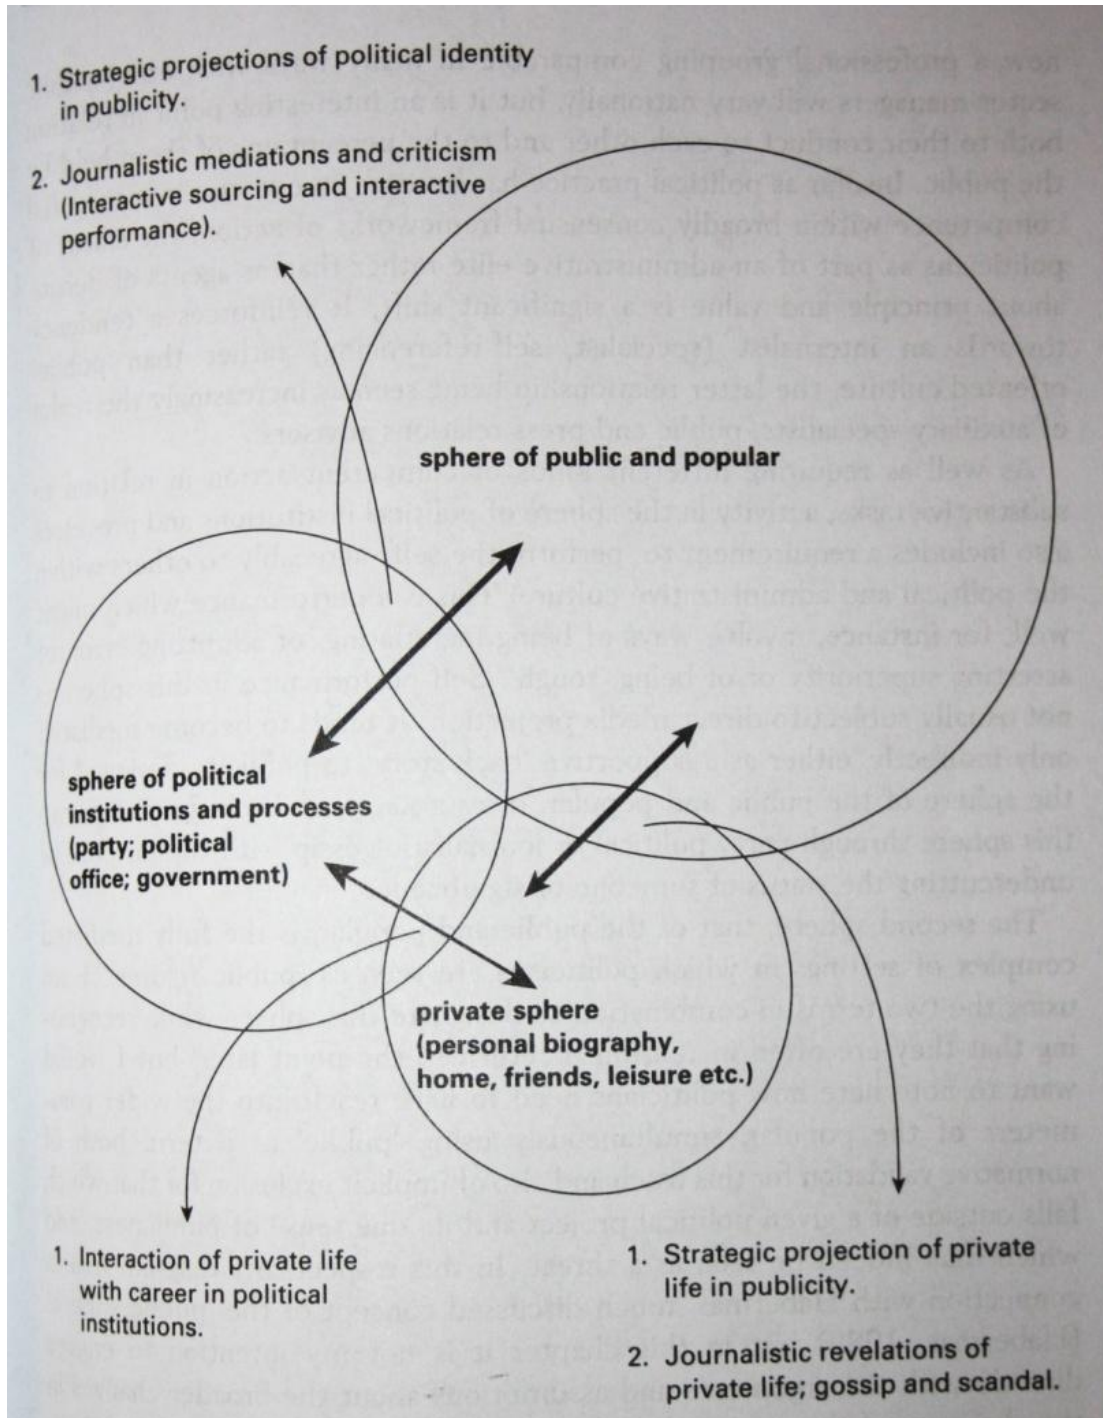 1. Strategic projections of political identity
in publicity.
2. Journalistic mediations and criticism
(Interactive sourcing and interactive
performance).
sphere of public and popular
sphere of political
institutions and processes
(party; political
office; government)
private sphere
(personal biography,
home, friends, leisure etc.)
1. Interaction of private life
with career in political
institutions.
1. Strategic projection of private
life in publicity.
2. Journalistic revelations of
private life; gossip and scandal.